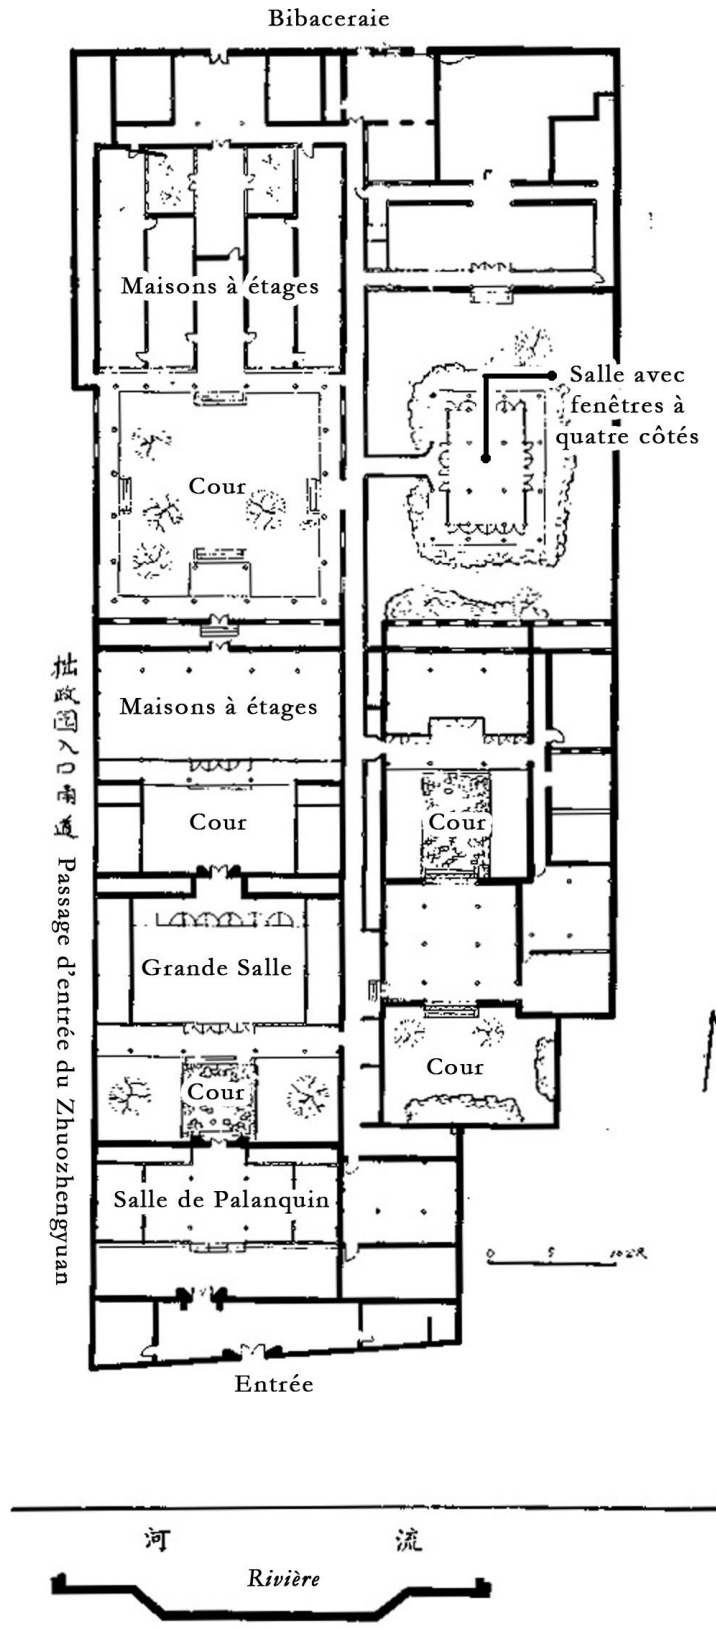 Bibaceraie
Maisons à étages
Salle avec
fenêtres à
quatre côtés
Cour
拙政园入口甬道
Passage d'entrée du Zhuozhengyuan
Maisons à étages
Cour
Cour
Grande Salle
Cour
Cour
Salle de Palanquin
0 5 10
Entrée
河 流
Rivière